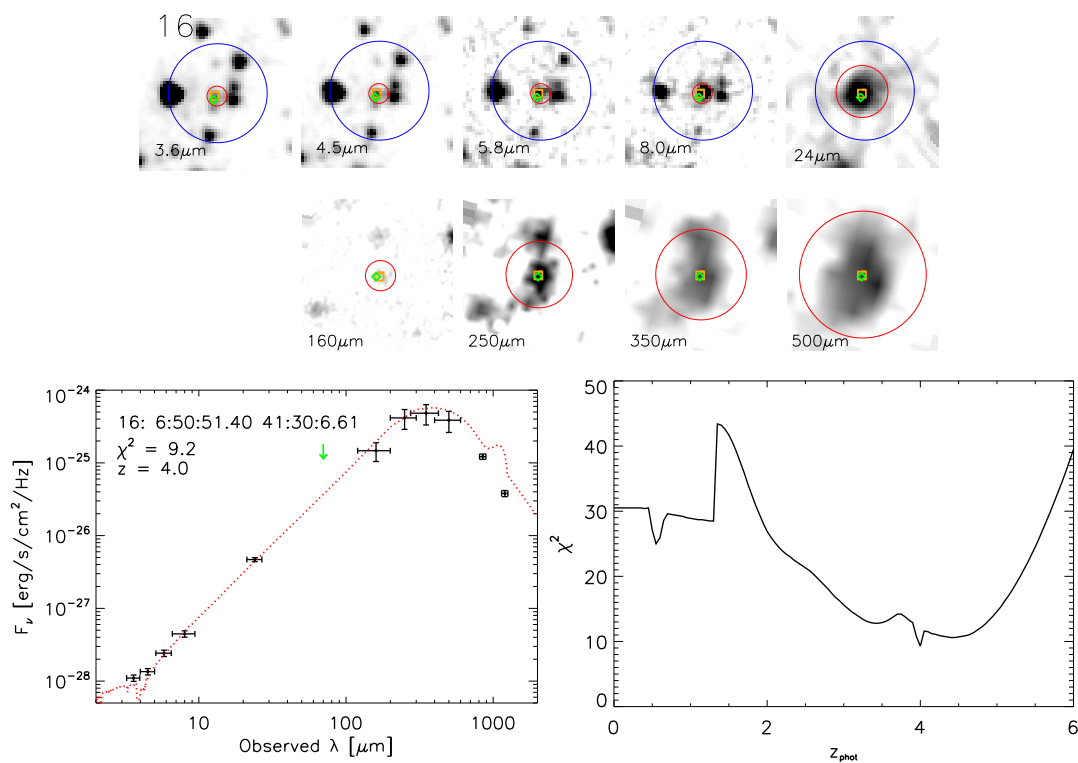 16
3.6μm
4.5μm
5.8μm
8.0μm
24μm
160μm
250μm
350μm
500μm
16: 6:50:51.40 41:30:6.61
χ² = 9.2
z = 4.0
10⁻²⁴
10⁻²⁵
10⁻²⁶
10⁻²⁷
10⁻²⁸
F_ν [erg/s/cm²/Hz]
10 100 1000
Observed λ [μm]
50
40
30
20
10
0
χ²
0 2 4 6
z_phot